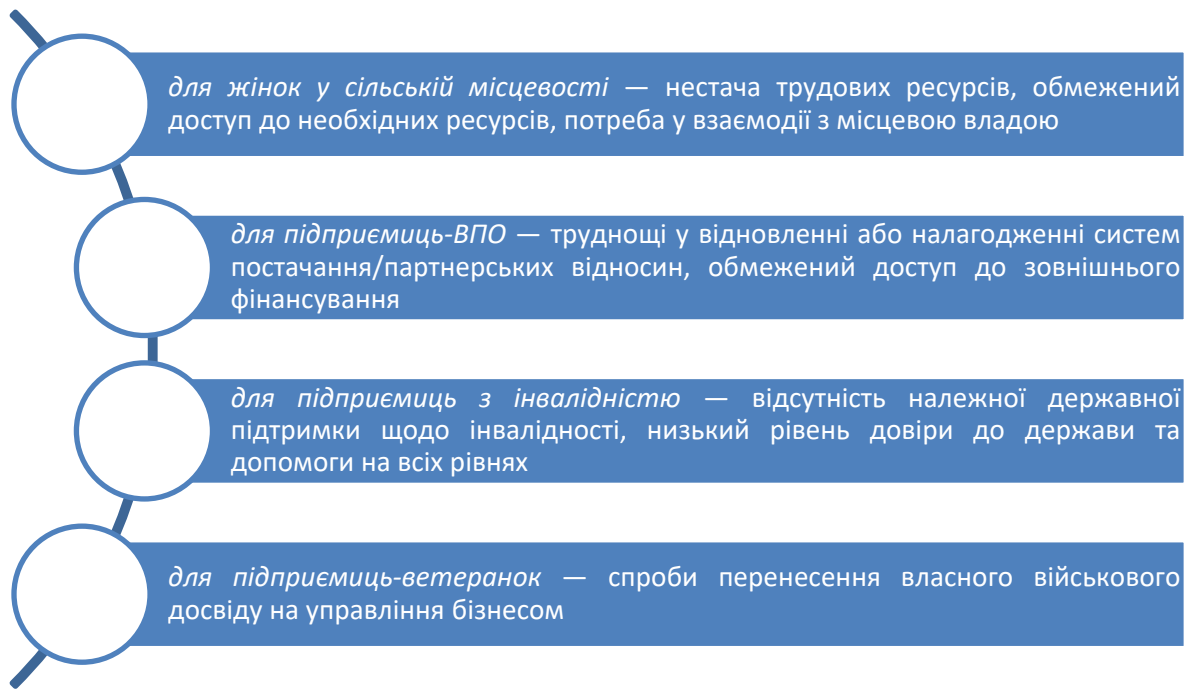 для жінок у сільській місцевості — нестача трудових ресурсів, обмежений
доступ до необхідних ресурсів, потреба у взаємодії з місцевою владою
для підприємиць-ВПО — труднощі у відновленні або налагодженні систем
постачання/партнерських відносин, обмежений доступ до зовнішнього
фінансування
для підприємиць з інвалідністю — відсутність належної державної
підтримки щодо інвалідності, низький рівень довіри до держави та
допомоги на всіх рівнях
для підприємиць-ветеранок — спроби перенесення власного військового
досвіду на управління бізнесом